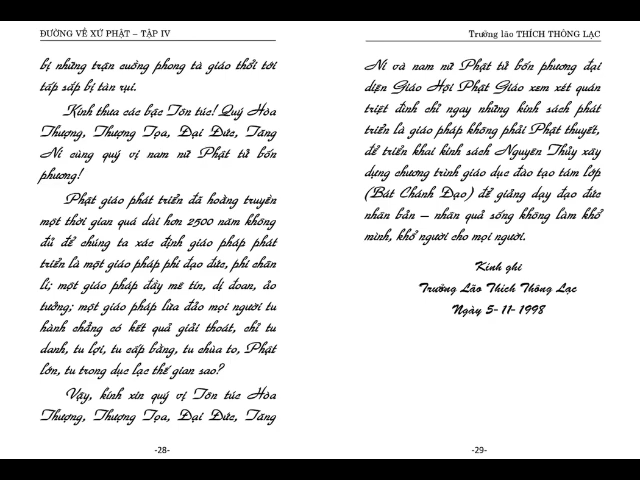 ĐƯỜNG VỀ XỨ PHẬT – TẬP IV
bị những trận cuồng phong tà giáo thổi tới
tấp sắp bị tàn rụi.
Kính thưa các bậc Tôn túc! Quý Hòa
Thượng, Thượng Tọa, Đại Đức, Tăng
Ni cùng quý vị nam nữ Phật tử bốn
phương!
Phật giáo phát triển đã hoằng truyền
một thời gian quá dài hơn 2500 năm không
đủ để chúng ta xác định giáo pháp phát
triển là một giáo pháp phi đạo đức, phi chân
lí; một giáo pháp đầy mê tín, dị đoan, ảo
tưởng; một giáo pháp lừa đảo mọi người tu
hành chẳng có kết quả giải thoát, chỉ tu
danh, tu lợi, tu cấp bằng, tu chùa to, Phật
lớn, tu trong dục lạc thế gian sao?
Vậy, kính xin quý vị Tôn túc Hòa
Thượng, Thượng Tọa, Đại Đức, Tăng
-28-
Trưởng lão THÍCH THÔNG LẠC
Ni và nam nữ Phật tử bốn phương đại
diện Giáo Hội Phật Giáo xem xét quán
triệt đình chỉ ngay những kinh sách phát
triển là giáo pháp không phải Phật thuyết,
để triển khai kinh sách Nguyên Thủy xây
dựng chương trình giáo dục đào tạo tám lớp
(Bát Chánh Đạo) để giảng dạy đạo đức
nhân bản – nhân quả sống không làm khổ
mình, khổ người cho mọi người.
Kính ghi
Trưởng Lão Thích Thông Lạc
Ngày 5- 11- 1998
-29-